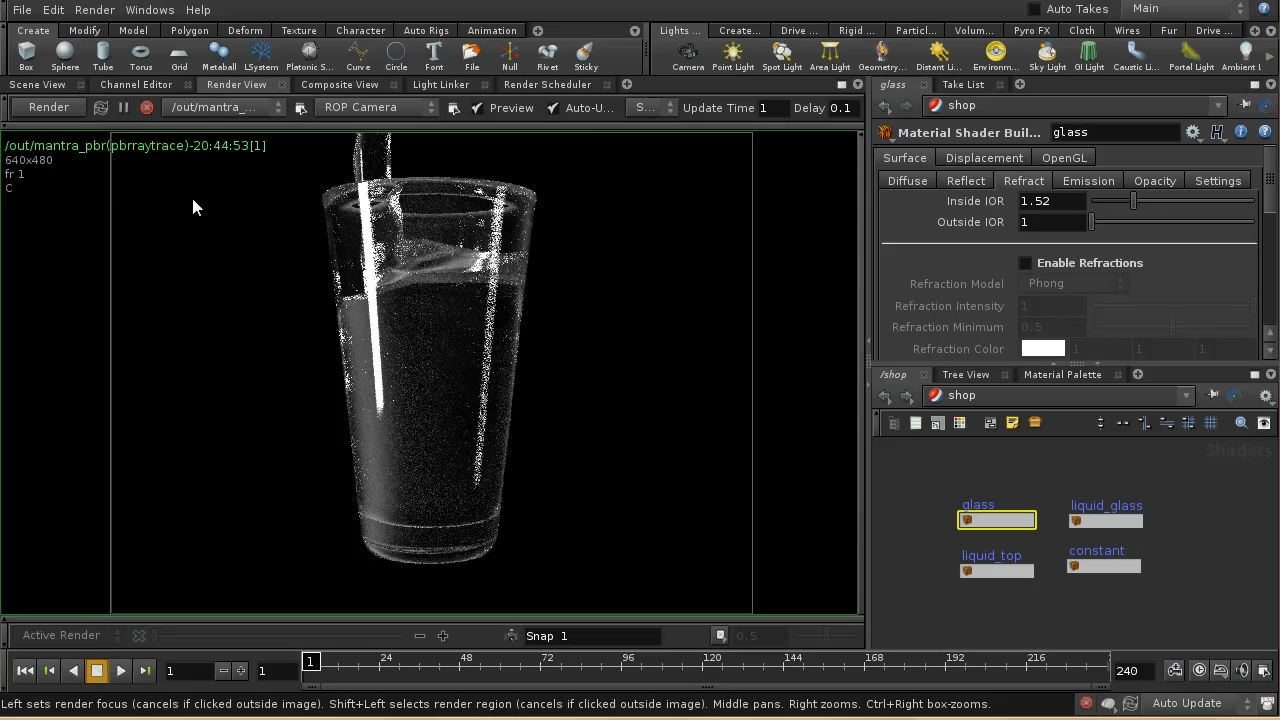 File Edit Render Windows Help Auto Takes Main
Create Modify Model Polygon Deform Texture Character Auto Rigs Animation Lights ... Create... Drive ... Rigid ... Particl... Volum... Pyro FX Cloth Wires Fur Drive ...
Box Sphere Tube Torus Grid Metaball LSystem Platonic S... Curve Circle Font File Null Rivet Sticky Camera Point Light Spot Light Area Light Geometry... Distant Li... Environm... Sky Light GI Light Caustic Li... Portal Light Ambient L
Scene View Channel Editor Render View Composite View Light Linker Render Scheduler glass Take List
Render /out/mantra_... ROP Camera Preview Auto-U... S... Update Time 1 Delay 0.1 shop
/out/mantra_pbr(pbrraytrace)-20:44:53[1]
640x480
fr 1
C
Material Shader Buil... glass
Surface Displacement OpenGL
Diffuse Reflect Refract Emission Opacity Settings
Inside IOR 1.52
Outside IOR 1
Enable Refractions
Refraction Model Phong
Refraction Intensity 1
Refraction Minimum 0.5
Refraction Color 1 1 1
/shop Tree View Material Palette
shop
Shaders
glass liquid_glass
liquid_top constant
Active Render Snap 1 0.5
1 1 1 24 48 72 96 120 144 168 192 216 240
Left sets render focus (cancels if clicked outside image). Shift+Left selects render region (cancels if clicked outside image). Middle pans. Right zooms. Ctrl+Right box-zooms. Auto Update